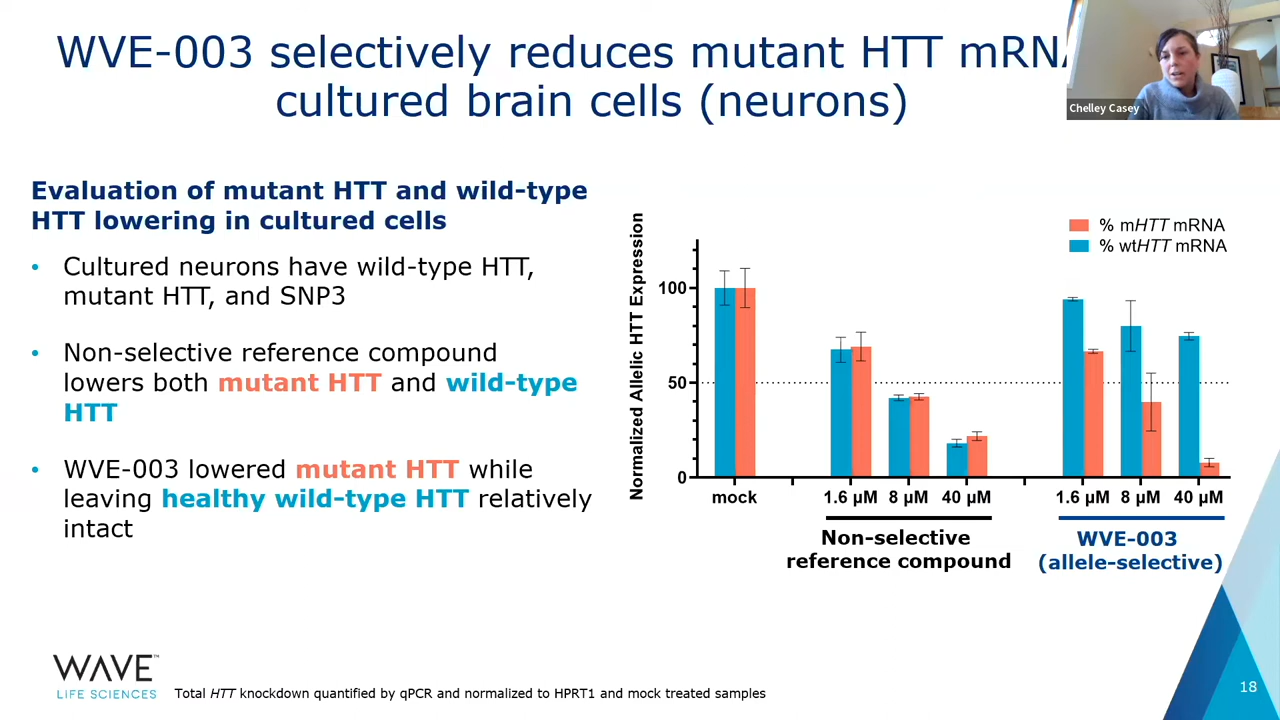 WVE-003 selectively reduces mutant HTT mRNA
cultured brain cells (neurons)
Chelley Casey
Evaluation of mutant HTT and wild-type
HTT lowering in cultured cells
• Cultured neurons have wild-type HTT,
mutant HTT, and SNP3
• Non-selective reference compound
lowers both mutant HTT and wild-type
HTT
• WVE-003 lowered mutant HTT while
leaving healthy wild-type HTT relatively
intact
Normalized Allelic HTT Expression
% mHTT mRNA
% wtHTT mRNA
100
50
0
mock
1.6 µM 8 µM 40 µM
1.6 µM 8 µM 40 µM
Non-selective
reference compound
WVE-003
(allele-selective)
WAVE™
LIFE SCIENCES
Total HTT knockdown quantified by qPCR and normalized to HPRT1 and mock treated samples
18